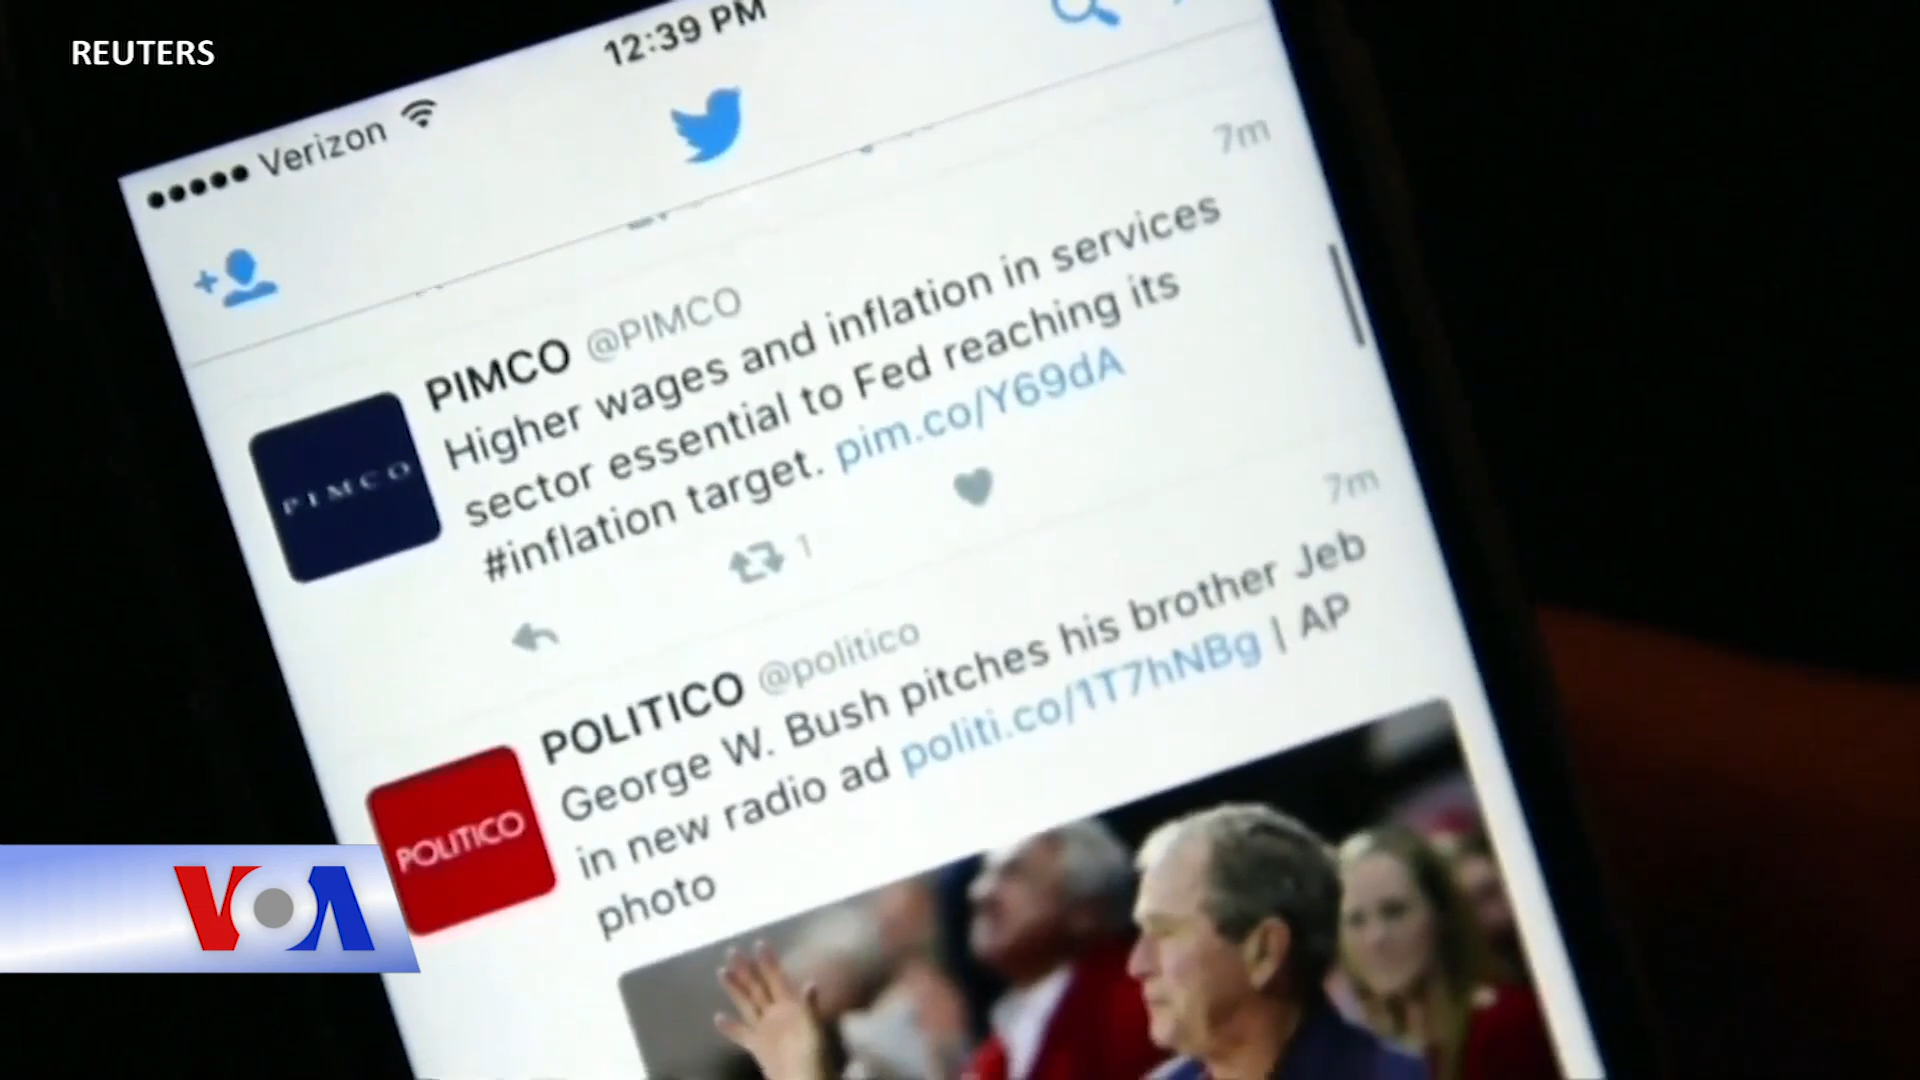 REUTERS
12:39 PM
Verizon
7m
PIMCO @PIMCO
Higher wages and inflation in services
sector essential to Fed reaching its
#inflation target. pim.co/Y69dA
PIMCO
1
7m
POLITICO @politico
George W. Bush pitches his brother Jeb
in new radio ad politi.co/1T7hNBg | AP
photo
POLITICO
VOA